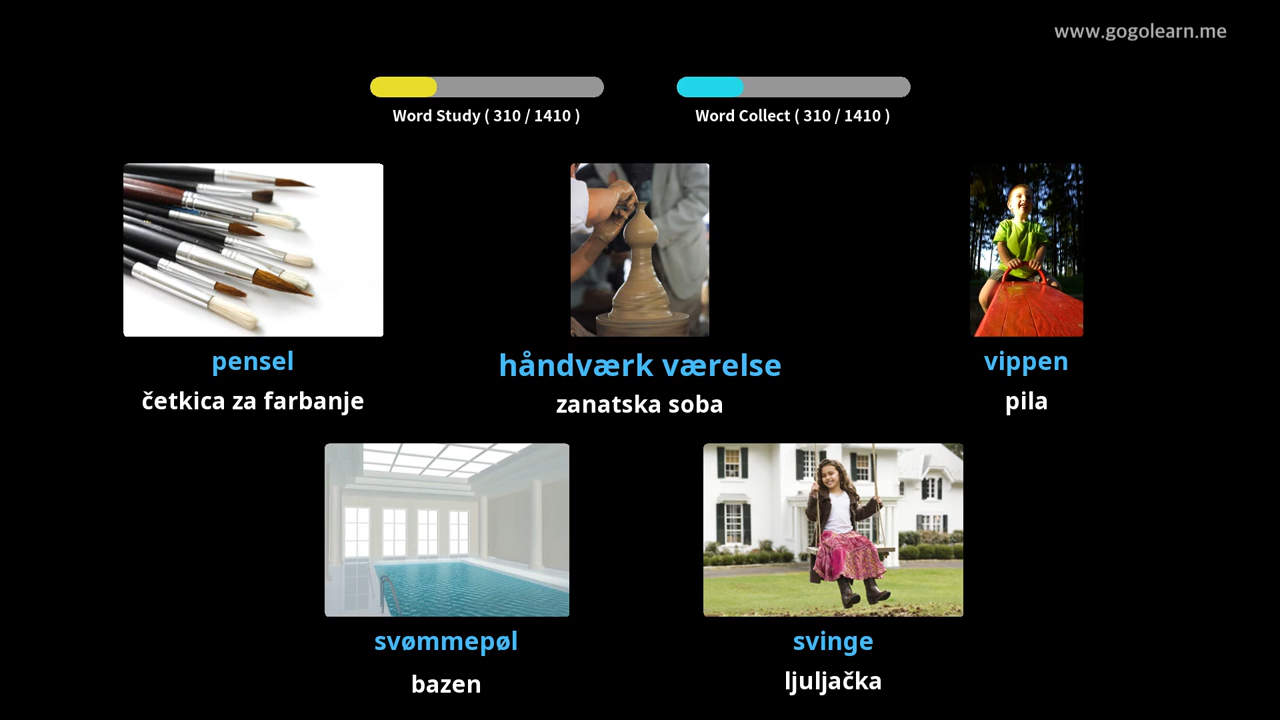 www.gogolearn.me
Word Study ( 310 / 1410 )
Word Collect ( 310 / 1410 )
pensel
håndværk værelse
vippen
četkica za farbanje
zanatska soba
pila
svømmepøl
svinge
bazen
ljuljačka